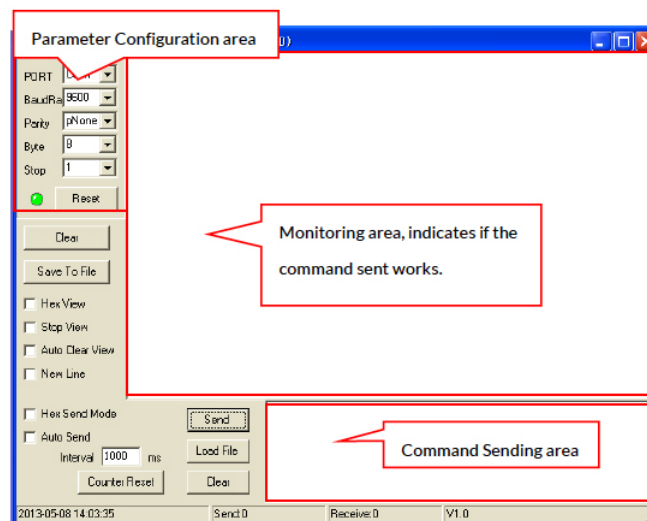 Parameter Configuration area
PORT
BaudRa 9600
Parity pNone
Byte 8
Stop 1
Reset
Monitoring area, indicates if the
command sent works.
Clear
Save To File
Hex View
Stop View
Auto Clear View
New Line
Hex Send Mode
Send
Auto Send
Load File
Interval 1000 ms
Command Sending area
Counter Reset
Clear
2013-05-08 14:03:35 Send:0 Receive:0 V1.0